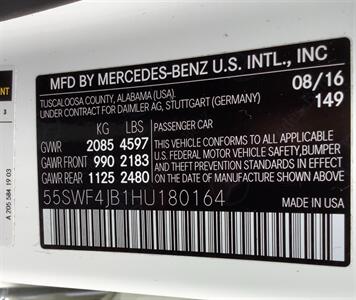 MFD BY MERCEDES-BENZ U.S. INTL., INC
TUSCALOOSA COUNTY, ALABAMA (USA).
UNDER CONTRACT FOR DAIMLER AG, STUTTGART (GERMANY)
08/16
149
KG LBS
GVWR 2085 4597
GAWR FRONT 990 2183
GAWR REAR 1125 2480
PASSENGER CAR
THIS VEHICLE CONFORMS TO ALL APPLICABLE
U.S. FEDERAL MOTOR VEHICLE SAFETY, BUMPER,
AND THEFT PREVENTION STANDARDS IN EFFECT
ON THE DATE OF MANUFACTURE SHOWN ABOVE.
55SWF4JB1HU180164
MADE IN USA
A 205 584 19 03
3